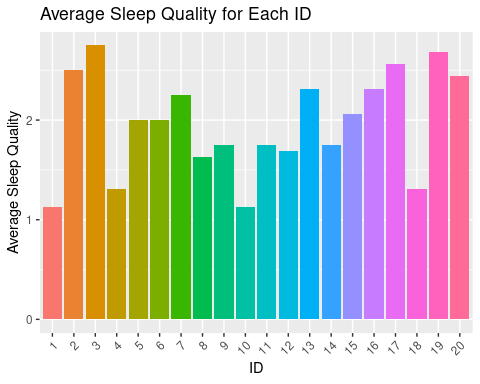 Average Sleep Quality for Each ID
Average Sleep Quality
2
1
0
1 2 3 4 5 6 7 8 9 10 11 12 13 14 15 16 17 18 19 20
ID